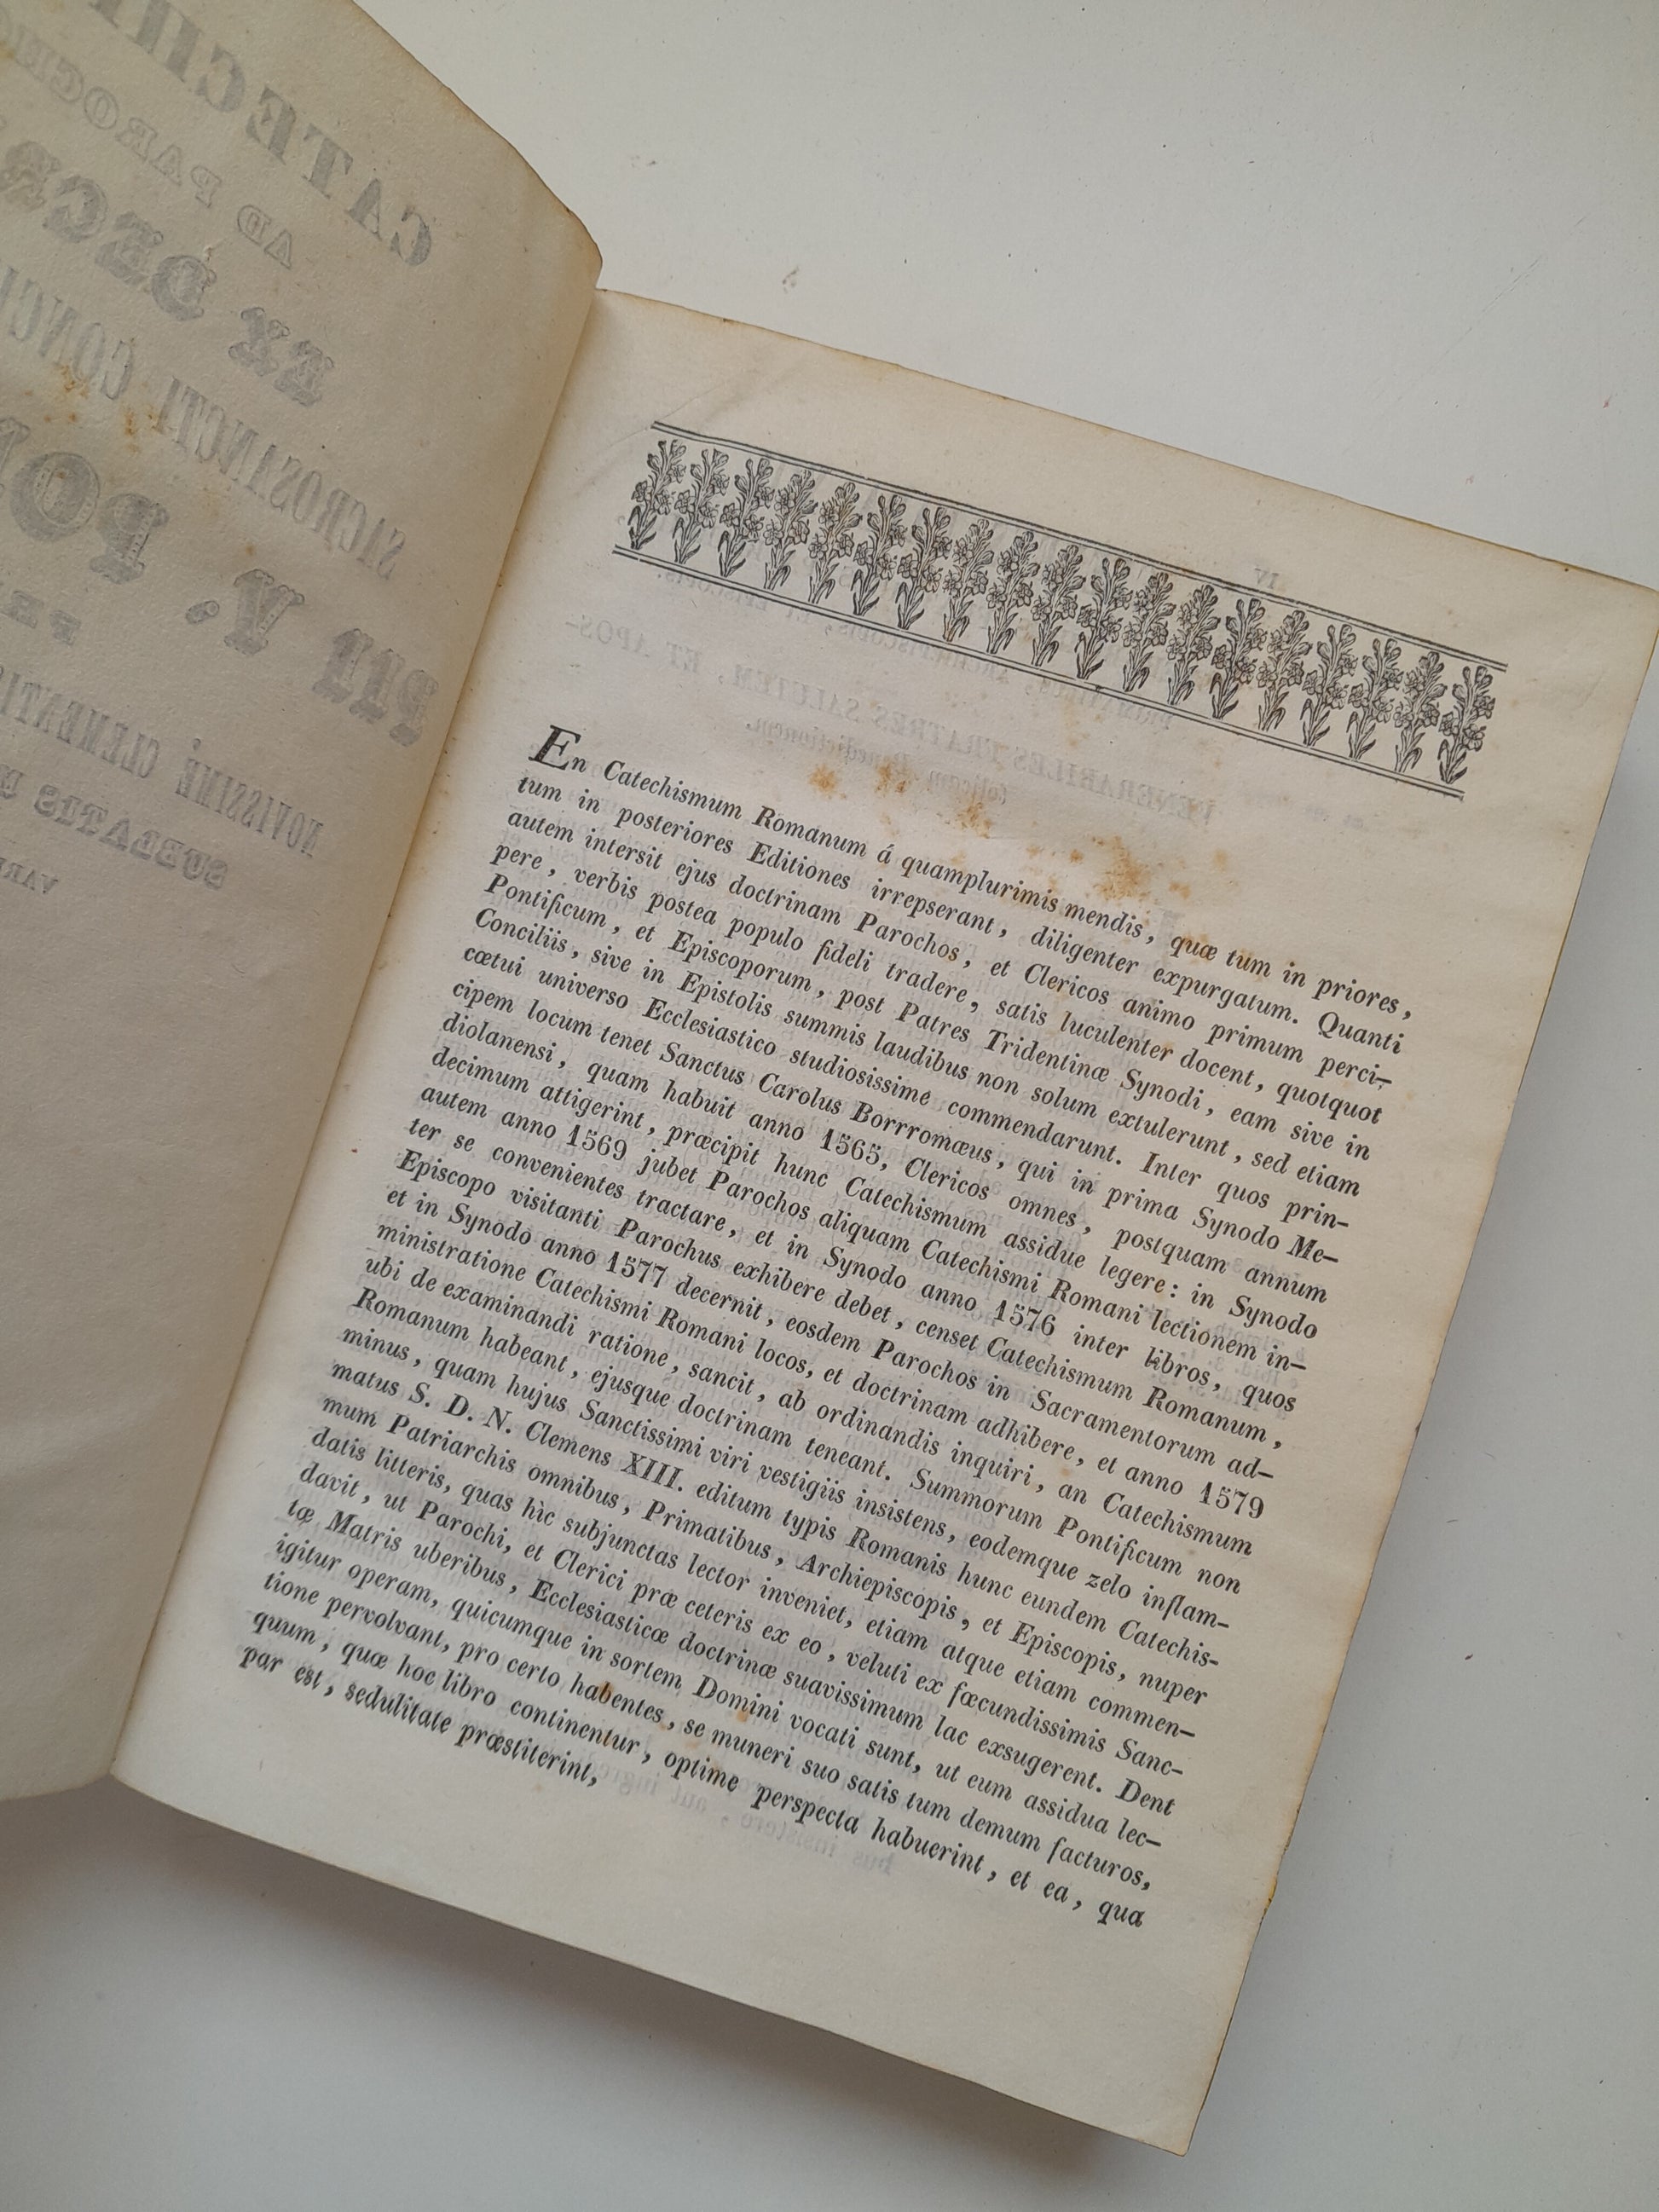 En Catechismum Romanum á quamplurimis mendis, quæ tum in priores,
tum in posteriores Editiones irrepserant, diligenter expurgatum. Quanti
autem intersit ejus doctrinam Parochos, et Clericos animo primum perci-
pere, verbis postea populo fideli tradere, satis luculenter docent, quotquot
Pontificum, et Episcoporum, post Patres Tridentinæ Synodi, eam sive in
Conciliis, sive in Epistolis summis laudibus non solum extulerunt, sed etiam
cœtui universo Ecclesiastico studiosissime commendarunt. Inter quos prin-
cipem locum tenet Sanctus Carolus Borrromæus, qui in prima Synodo Me-
diolanensi, quam habuit anno 1565, Clericos omnes, postquam annum
decimum attigerint, præcipit hunc Catechismum assidue legere: in Synodo
autem anno 1569 jubet Parochos aliquam Catechismi Romani lectionem in-
ter se convenientes tractare, et in Synodo anno 1576 inter libros, quos
Episcopo visitanti Parochus exhibere debet, censet Catechismum Romanum,
et in Synodo anno 1577 decernit, eosdem Parochos in Sacramentorum ad-
ministratione Catechismi Romani locos, et doctrinam adhibere, et anno 1579
ubi de examinandi ratione, sancit, ab ordinandis inquiri, an Catechismum
Romanum habeant, ejusque doctrinam teneant. Summorum Pontificum non
minus, quam hujus Sanctissimi viri vestigiis insistens, eodemque zelo inflam-
matus S. D. N. Clemens XIII. editum typis Romanis hunc eundem Catechis-
mum Patriarchis omnibus, Primatibus, Archiepiscopis, et Episcopis, nuper
datis litteris, quas hìc subjunctas lector inveniet, etiam atque etiam commen-
davit, ut Parochi, et Clerici præ ceteris ex eo, veluti ex fœcundissimis Sanc-
tæ Matris uberibus, Ecclesiasticæ doctrinæ suavissimum lac exsugerent. Dent
igitur operam, quicumque in sortem Domini vocati sunt, ut eum assidua lec-
tione pervolvant, pro certo habentes, se muneri suo satis tum demum facturos,
quum, quæ hoc libro continentur, optime perspecta habuerint, et ea, qua
par est, sedulitate præstiterint,